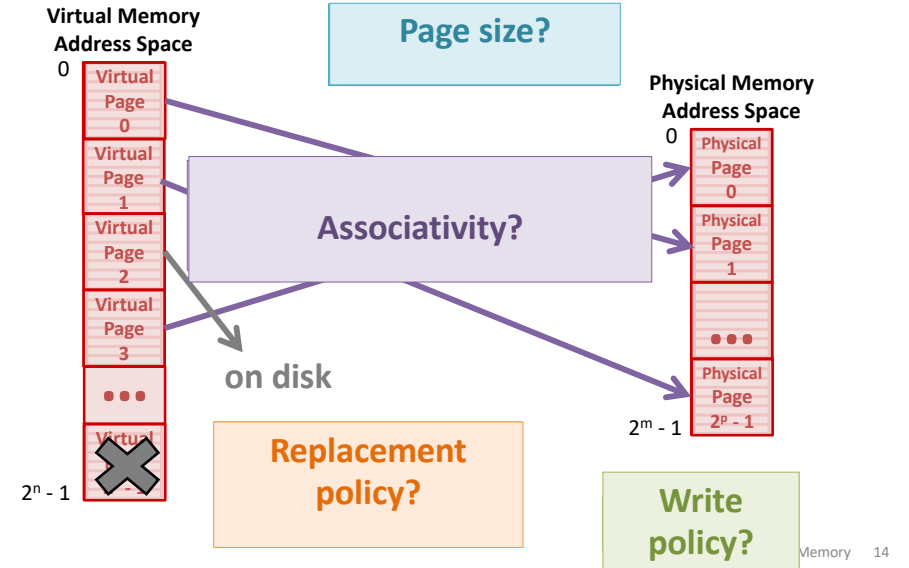 Virtual Memory
Address Space
0
Virtual
Page
0
Virtual
Page
1
Virtual
Page
2
Virtual
Page
3
...
Virtual
2ⁿ - 1
Page size?
Associativity?
on disk
Replacement
policy?
Physical Memory
Address Space
0
Physical
Page
0
Physical
Page
1
...
Physical
Page
2ᵖ - 1
2ᵐ - 1
Write
policy?
Memory 14